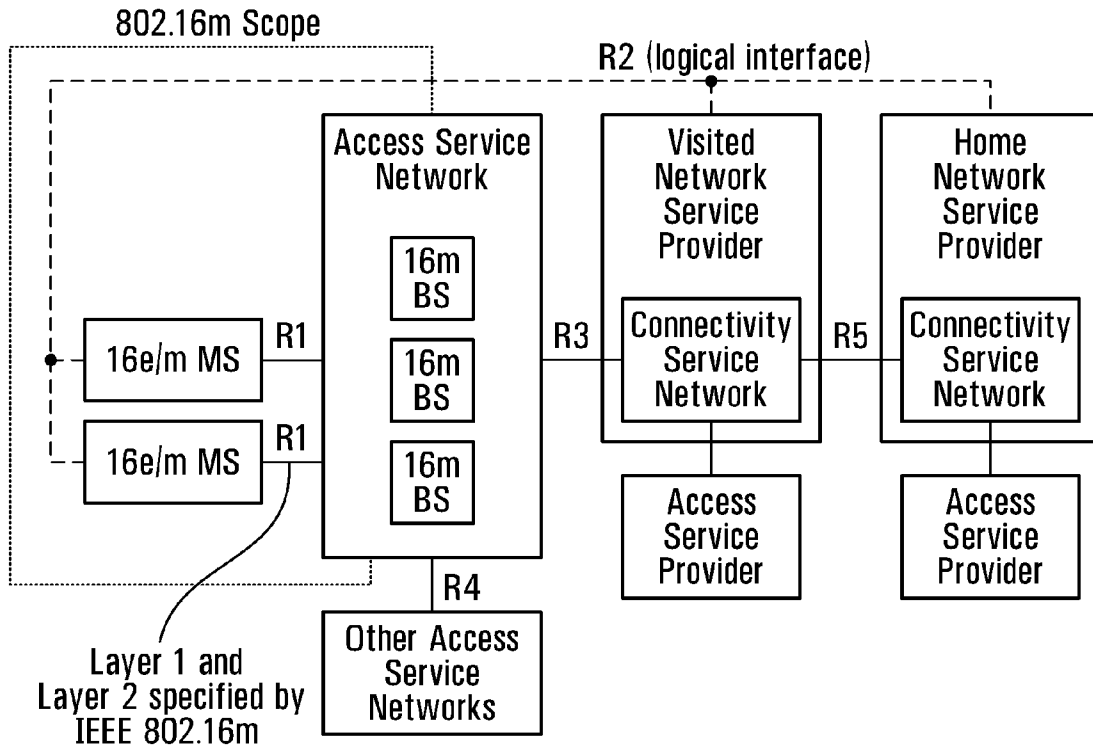 802.16m Scope
R2 (logical interface)
Access Service
Network
Visited
Network
Service
Provider
Home
Network
Service
Provider
16m
BS
16m
BS
16m
BS
16e/m MS
R1
16e/m MS
R1
R3
Connectivity
Service
Network
R5
Connectivity
Service
Network
Access
Service
Provider
Access
Service
Provider
R4
Other Access
Service
Networks
Layer 1 and
Layer 2 specified by
IEEE 802.16m